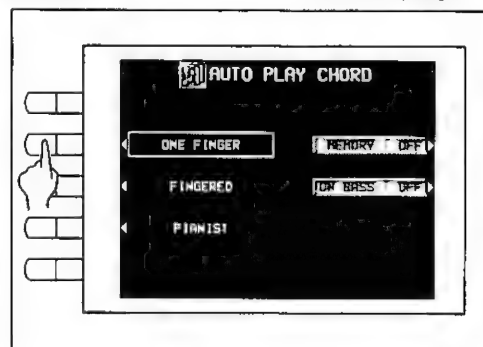 AUTO PLAY CHORD
ONE FINGER MEMORY OFF
FINGERED ON BASS OFF
PIANIST